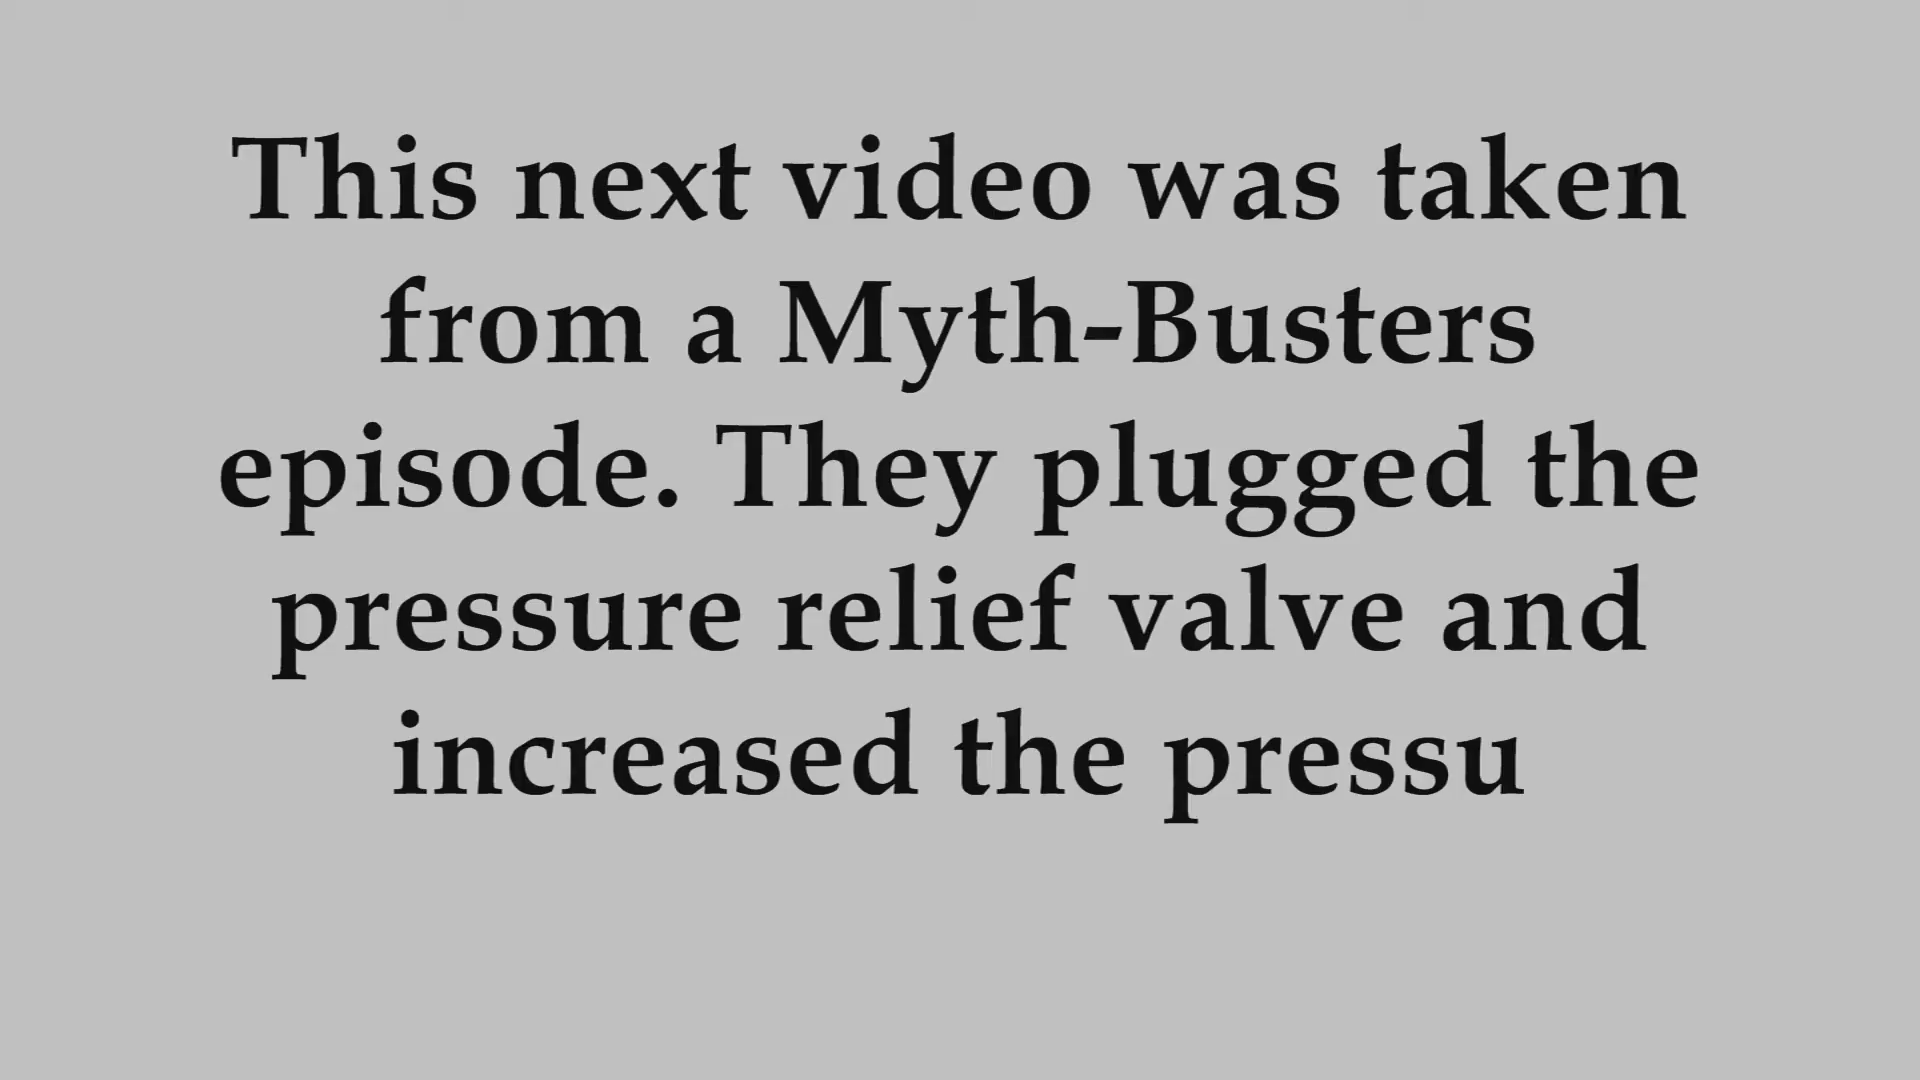 This next video was taken
from a Myth-Busters
episode. They plugged the
pressure relief valve and
increased the pressu